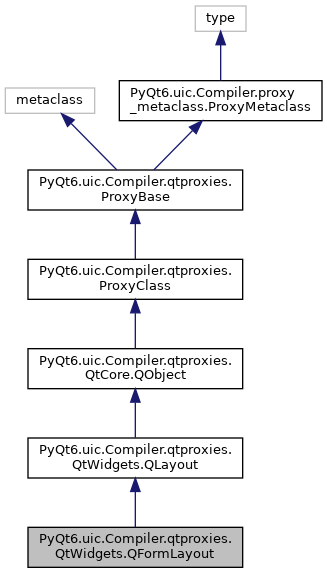 type
metaclass
PyQt6.uic.Compiler.proxy
_metaclass.ProxyMetaclass
PyQt6.uic.Compiler.qtproxies.
ProxyBase
PyQt6.uic.Compiler.qtproxies.
ProxyClass
PyQt6.uic.Compiler.qtproxies.
QtCore.QObject
PyQt6.uic.Compiler.qtproxies.
QtWidgets.QLayout
PyQt6.uic.Compiler.qtproxies.
QtWidgets.QFormLayout